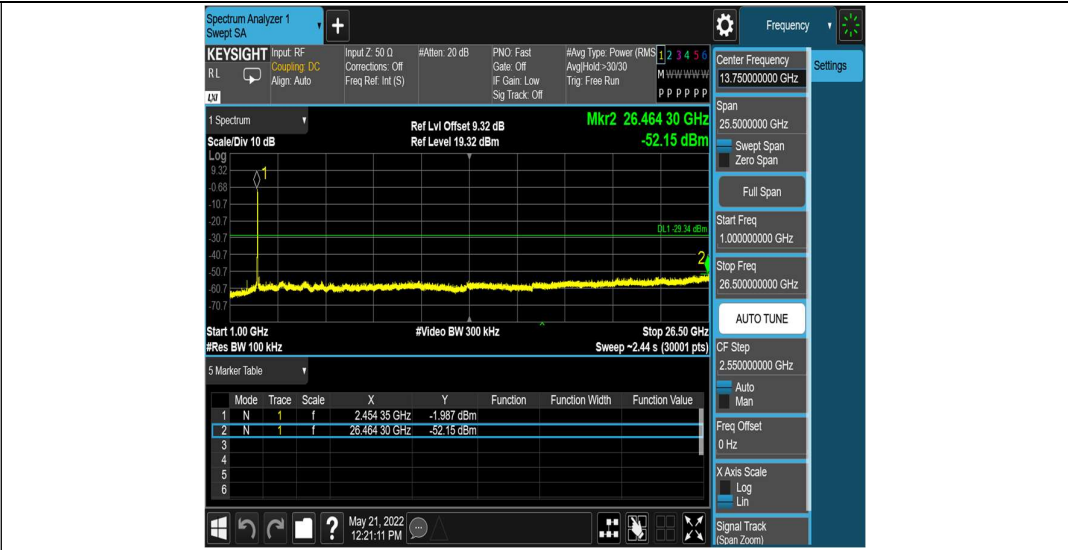 Spectrum Analyzer 1
Swept SA
Frequency
KEYSIGHT
RL
LXI
Input: RF
Coupling: DC
Align: Auto
Input Z: 50 Ω
Corrections: Off
Freq Ref: Int (S)
#Atten: 20 dB
PNO: Fast
Gate: Off
IF Gain: Low
Sig Track: Off
#Avg Type: Power (RMS
Avg|Hold:>30/30
Trig: Free Run
1 2 3 4 5 6
M W W W W W
P P P P P P
Center Frequency
13.750000000 GHz
Settings
Span
25.5000000 GHz
Swept Span
Zero Span
Full Span
Start Freq
1.000000000 GHz
Stop Freq
26.500000000 GHz
AUTO TUNE
CF Step
2.550000000 GHz
Auto
Man
Freq Offset
0 Hz
X Axis Scale
Log
Lin
Signal Track
(Span Zoom)
1 Spectrum
Scale/Div 10 dB
Ref Lvl Offset 9.32 dB
Ref Level 19.32 dBm
Mkr2 26.464 30 GHz
-52.15 dBm
Log
9.32
-0.68
-10.7
-20.7
-30.7
-40.7
-50.7
-60.7
-70.7
1
DL1 -29.34 dBm
2
Start 1.00 GHz
#Res BW 100 kHz
#Video BW 300 kHz
Stop 26.50 GHz
Sweep ~2.44 s (30001 pts)
5 Marker Table
Mode Trace Scale X Y Function Function Width Function Value
1 N 1 f 2.454 35 GHz -1.987 dBm
2 N 1 f 26.464 30 GHz -52.15 dBm
3
4
5
6
?
May 21, 2022
12:21:11 PM